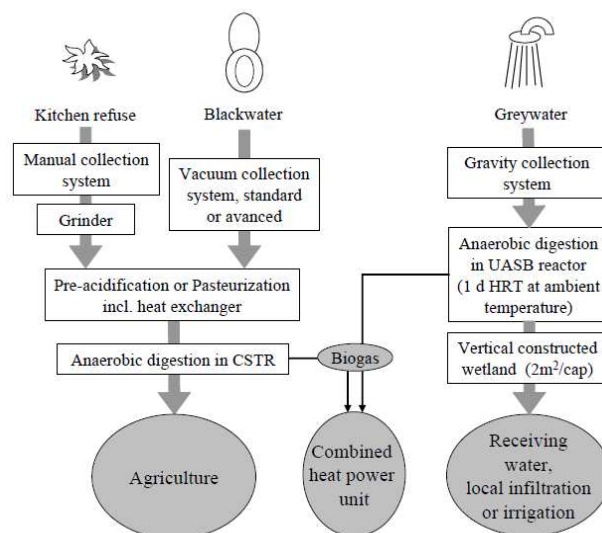 Kitchen refuse
Blackwater
Greywater
Manual collection
system
Grinder
Vacuum collection
system, standard
or avanced
Gravity collection
system
Pre-acidification or Pasteurization
incl. heat exchanger
Anaerobic digestion
in UASB reactor
(1 d HRT at ambient
temperature)
Anaerobic digestion in CSTR
Biogas
Vertical constructed
wetland (2m²/cap)
Agriculture
Combined
heat power
unit
Receiving
water,
local infiltration
or irrigation